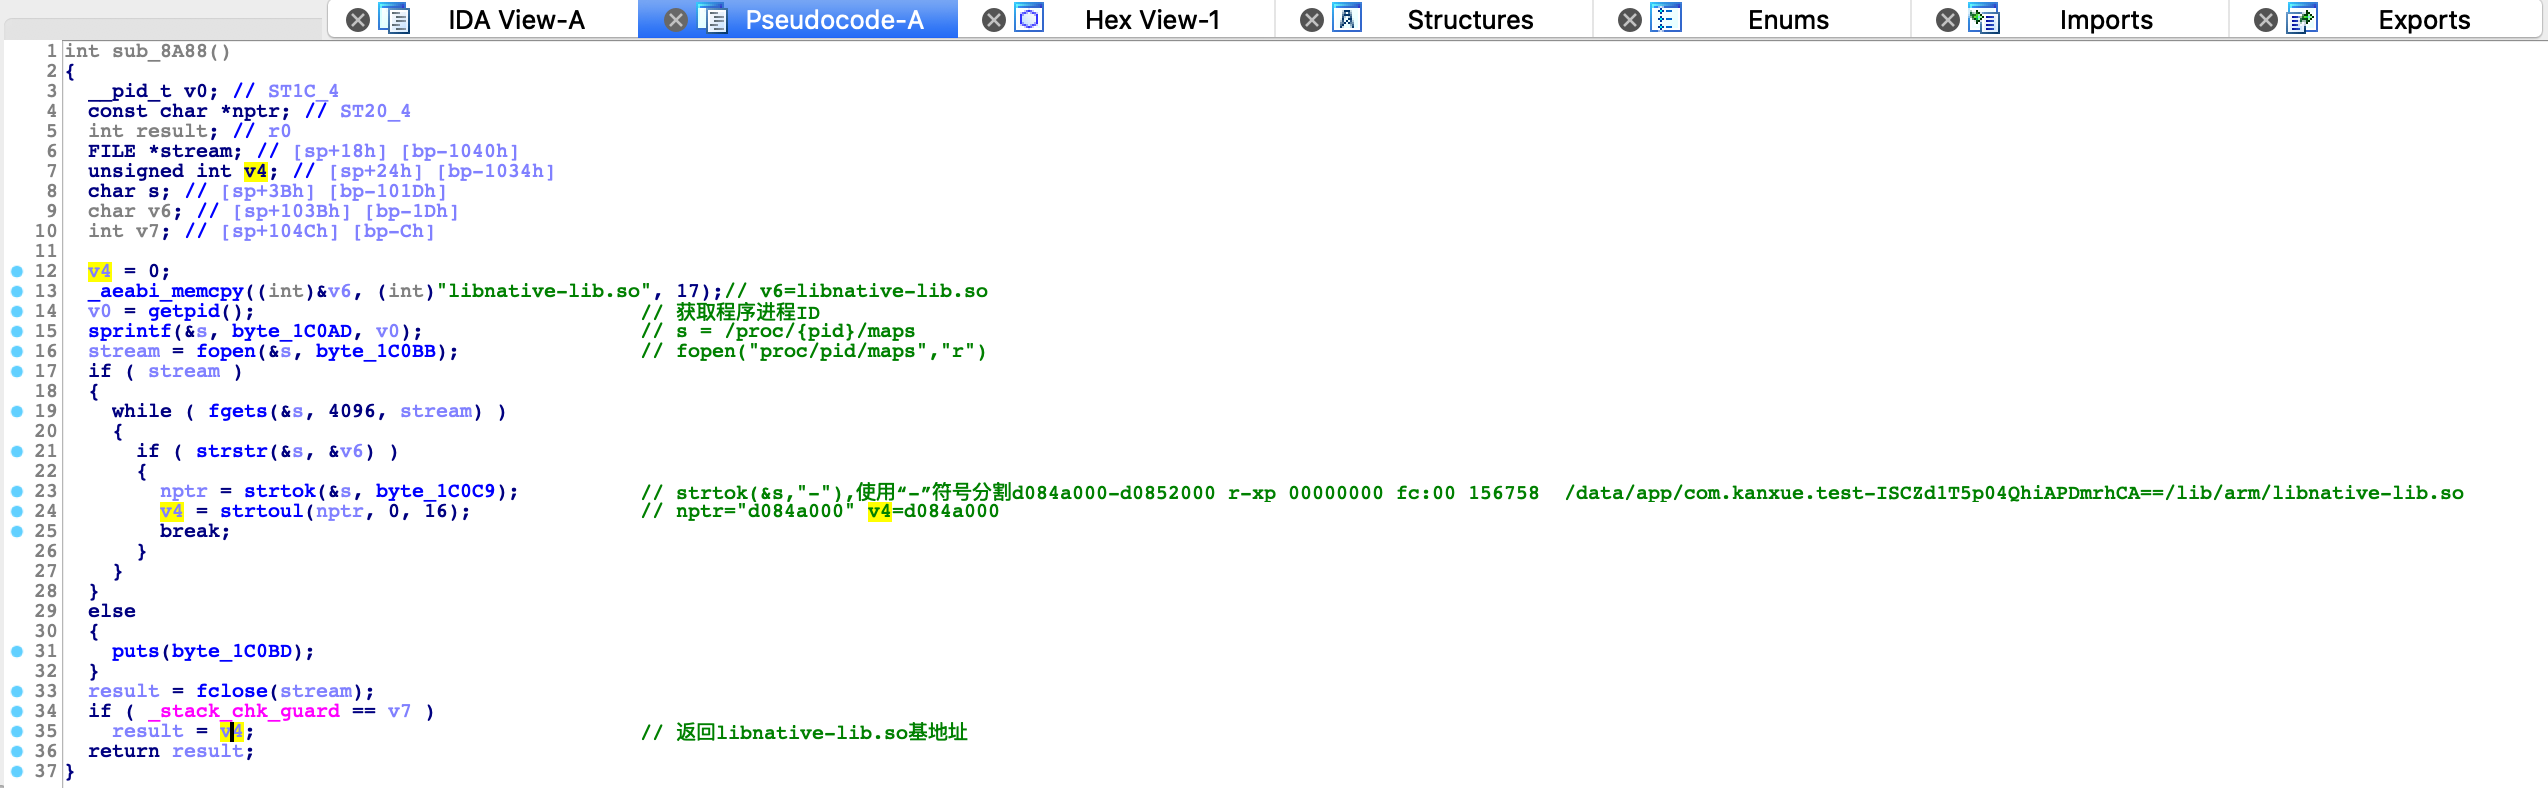 IDA View-A Pseudocode-A Hex View-1 Structures Enums Imports Exports
1 int sub_8A88()
2 {
3 __pid_t v0; // ST1C_4
4 const char *nptr; // ST20_4
5 int result; // r0
6 FILE *stream; // [sp+18h] [bp-1040h]
7 unsigned int v4; // [sp+24h] [bp-1034h]
8 char s; // [sp+3Bh] [bp-101Dh]
9 char v6; // [sp+103Bh] [bp-1Dh]
10 int v7; // [sp+104Ch] [bp-Ch]
11
12 v4 = 0;
13 _aeabi_memcpy((int)&v6, (int)"libnative-lib.so", 17);// v6=libnative-lib.so
14 v0 = getpid(); // 获取程序进程ID
15 sprintf(&s, byte_1C0AD, v0); // s = /proc/{pid}/maps
16 stream = fopen(&s, byte_1C0BB); // fopen("proc/pid/maps","r")
17 if ( stream )
18 {
19 while ( fgets(&s, 4096, stream) )
20 {
21 if ( strstr(&s, &v6) )
22 {
23 nptr = strtok(&s, byte_1C0C9); // strtok(&s,"-"),使用“-”符号分割d084a000-d0852000 r-xp 00000000 fc:00 156758 /data/app/com.kanxue.test-ISCZd1T5p04QhiAPDmrhCA==/lib/arm/libnative-lib.so
24 v4 = strtoul(nptr, 0, 16); // nptr="d084a000" v4=d084a000
25 break;
26 }
27 }
28 }
29 else
30 {
31 puts(byte_1C0BD);
32 }
33 result = fclose(stream);
34 if ( _stack_chk_guard == v7 )
35 result = v4; // 返回libnative-lib.so基地址
36 return result;
37 }